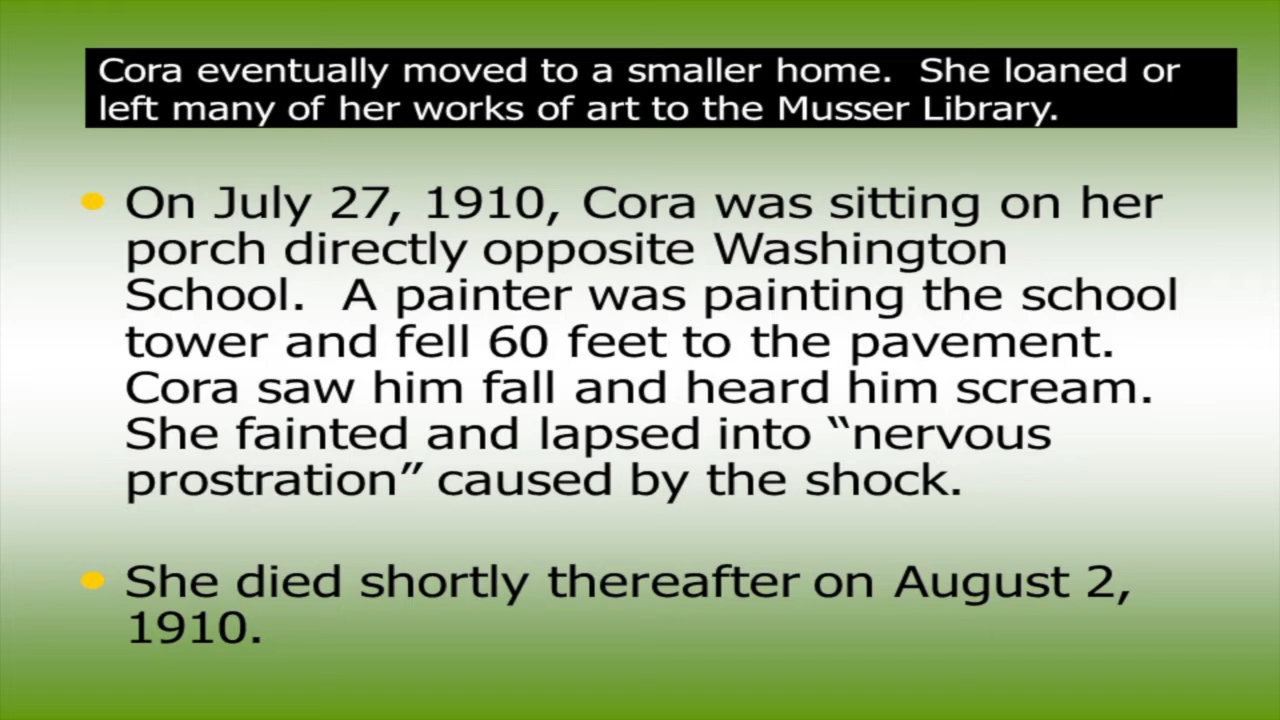 Cora eventually moved to a smaller home.  She loaned or
left many of her works of art to the Musser Library.
• On July 27, 1910, Cora was sitting on her
porch directly opposite Washington
School.  A painter was painting the school
tower and fell 60 feet to the pavement.
Cora saw him fall and heard him scream.
She fainted and lapsed into “nervous
prostration” caused by the shock.
• She died shortly thereafter on August 2,
1910.